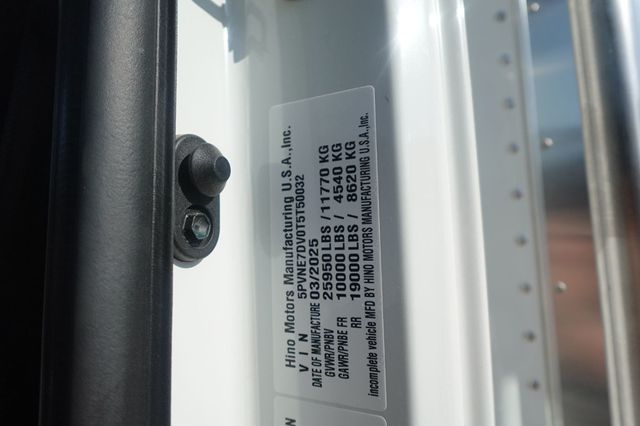 Hino Motors Manufacturing U.S.A.,Inc.
V I N 5PVNE7DV0T5T50032
DATE OF MANUFACTURE 03/2025
GVWR/PNBV 25950 LBS / 11770 KG
GAWR/PNBE FR 10000 LBS / 4540 KG
RR 19000 LBS / 8620 KG
incomplete vehicle MFD BY HINO MOTORS MANUFACTURING U.S.A.,Inc.